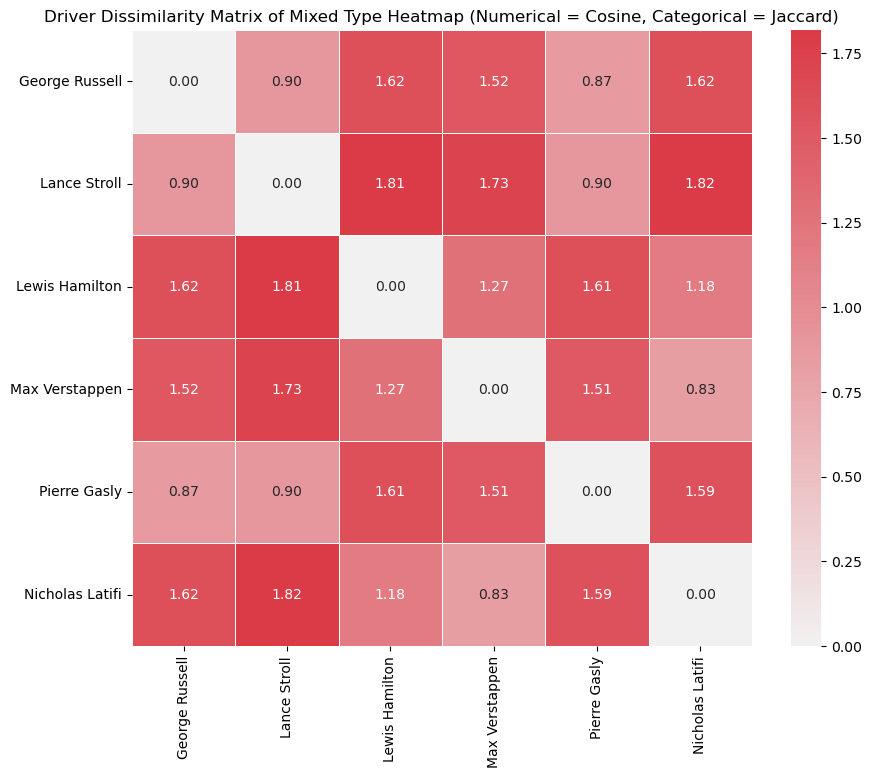 Driver Dissimilarity Matrix of Mixed Type Heatmap (Numerical = Cosine, Categorical = Jaccard)
George Russell 0.00 0.90 1.62 1.52 0.87 1.62
Lance Stroll 0.90 0.00 1.81 1.73 0.90 1.82
Lewis Hamilton 1.62 1.81 0.00 1.27 1.61 1.18
Max Verstappen 1.52 1.73 1.27 0.00 1.51 0.83
Pierre Gasly 0.87 0.90 1.61 1.51 0.00 1.59
Nicholas Latifi 1.62 1.82 1.18 0.83 1.59 0.00
George Russell
Lance Stroll
Lewis Hamilton
Max Verstappen
Pierre Gasly
Nicholas Latifi
1.75
1.50
1.25
1.00
0.75
0.50
0.25
0.00